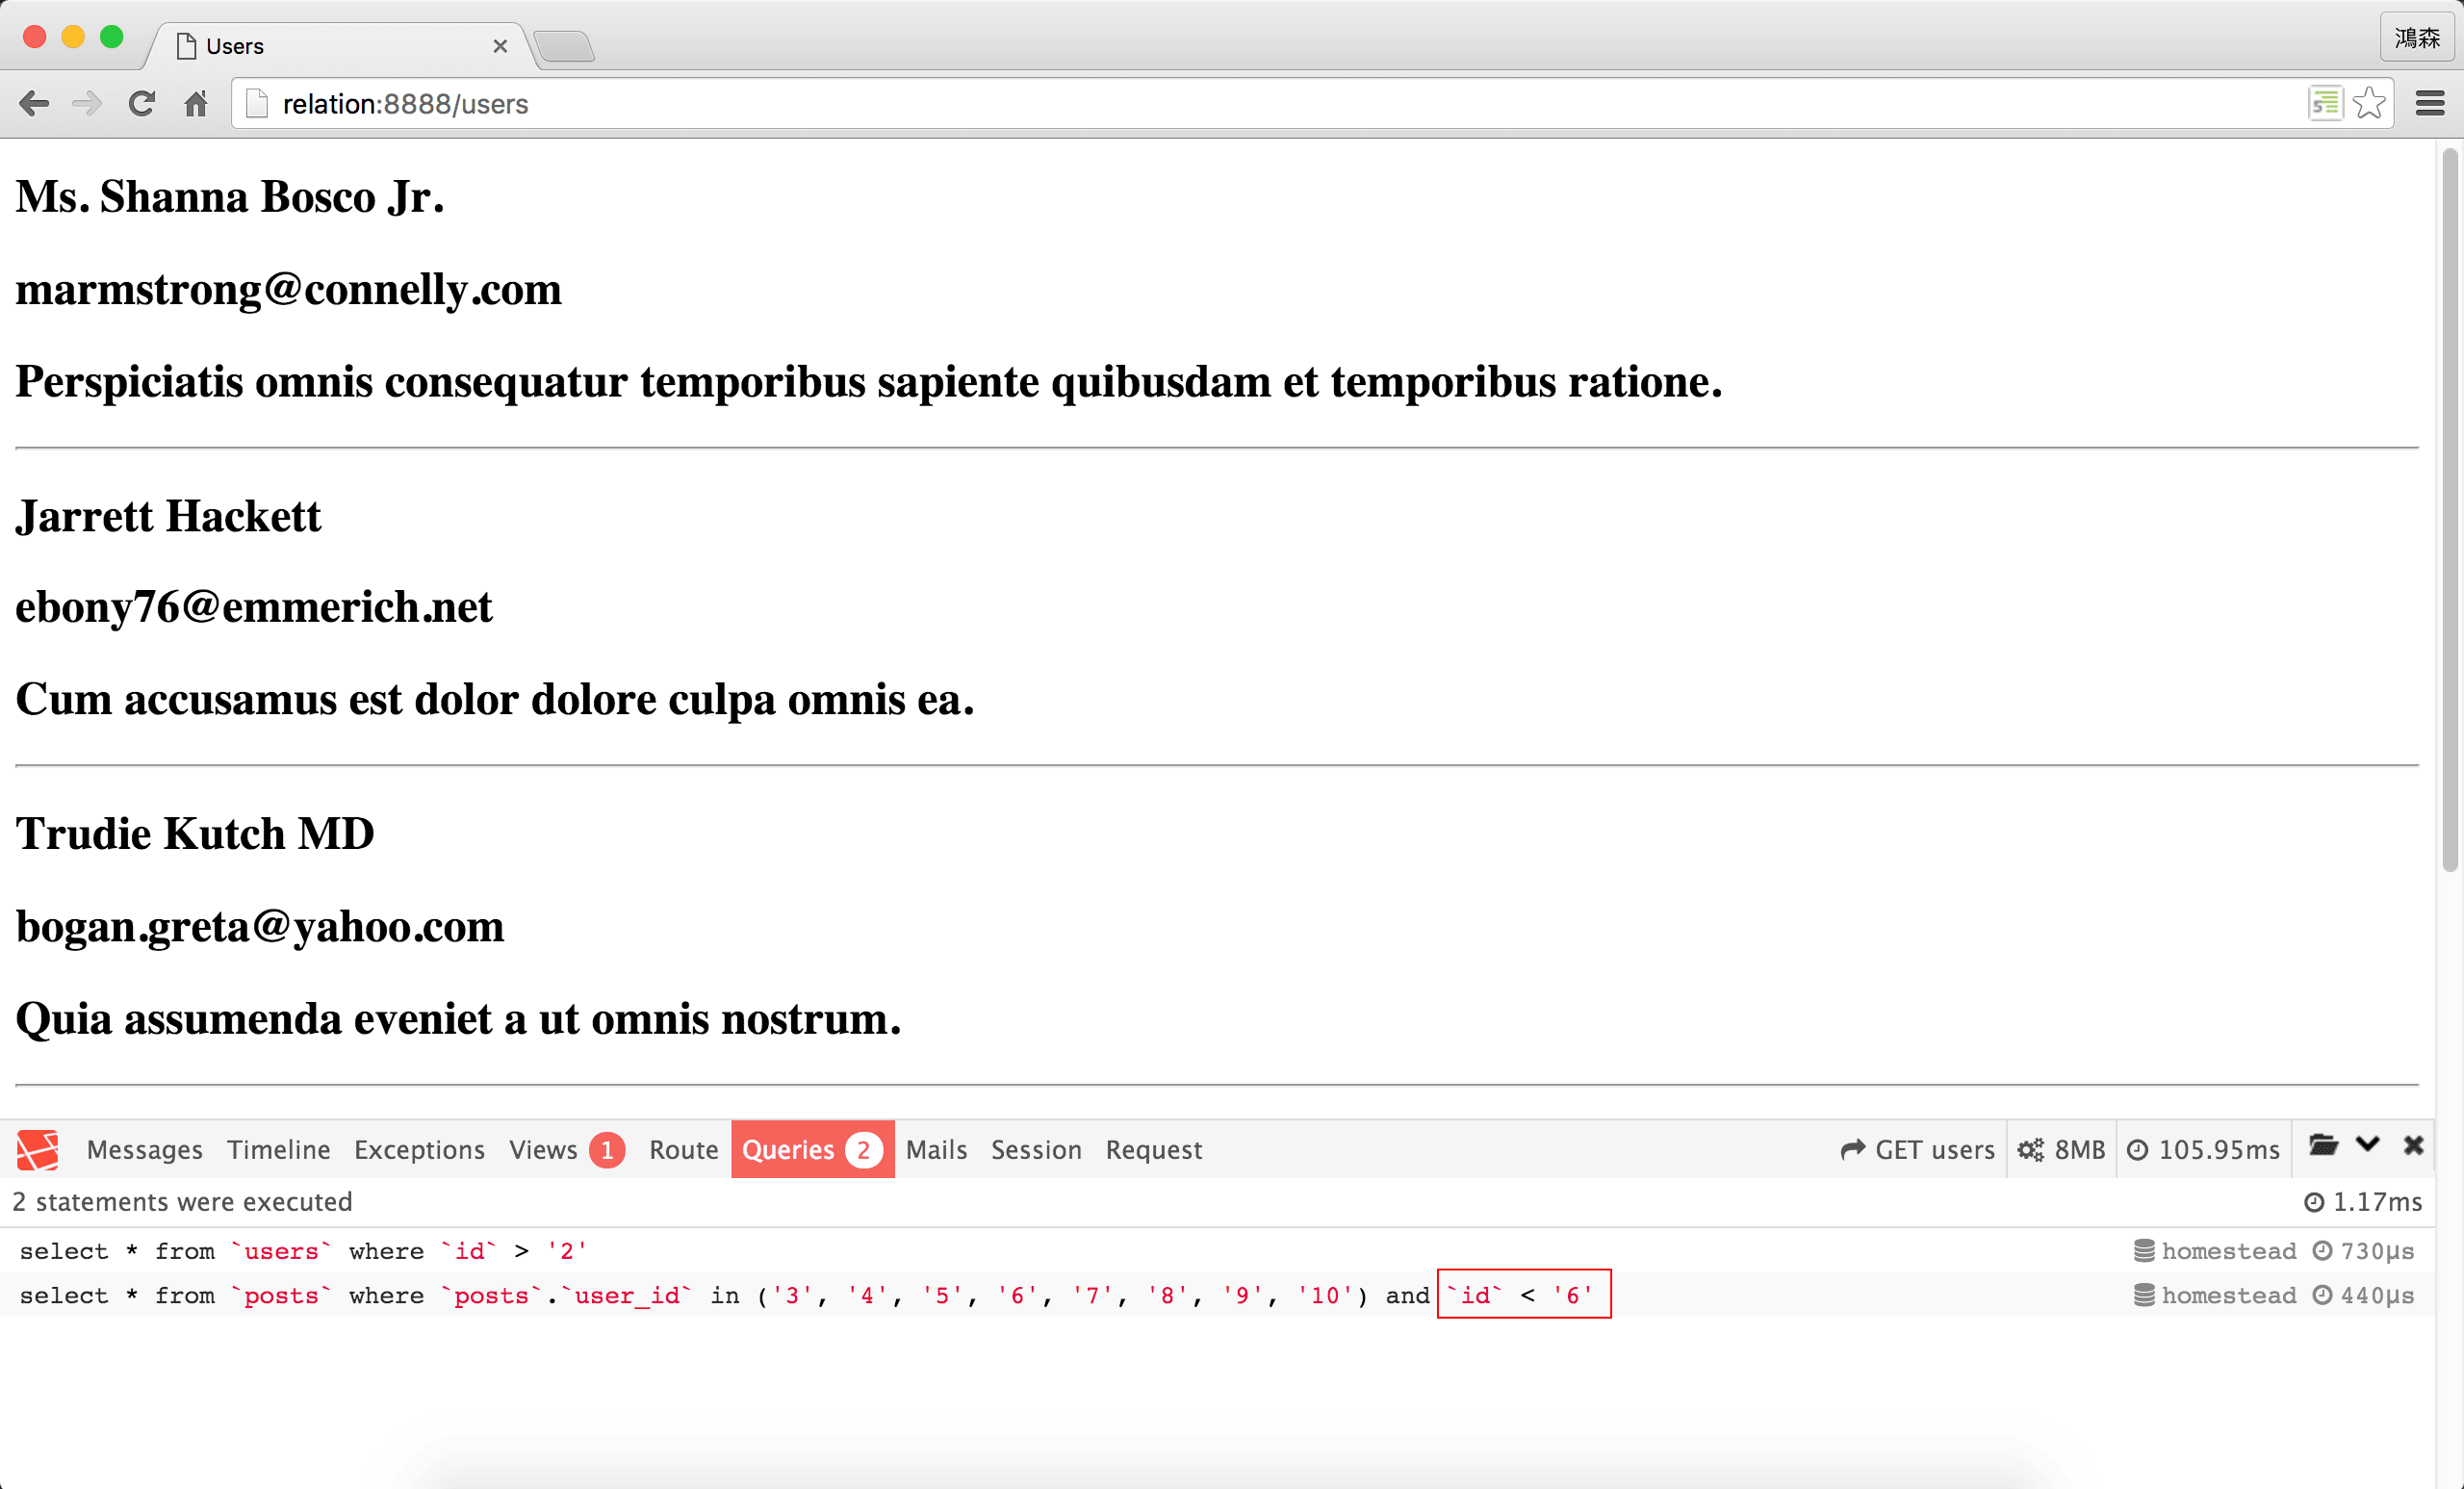 Users
鴻森
relation:8888/users
Ms. Shanna Bosco Jr.
marmstrong@connelly.com
Perspiciatis omnis consequatur temporibus sapiente quibusdam et temporibus ratione.
Jarrett Hackett
ebony76@emmerich.net
Cum accusamus est dolor dolore culpa omnis ea.
Trudie Kutch MD
bogan.greta@yahoo.com
Quia assumenda eveniet a ut omnis nostrum.
Messages Timeline Exceptions Views 1 Route Queries 2 Mails Session Request GET users 8MB 105.95ms
2 statements were executed 1.17ms
select * from `users` where `id` > '2' homestead 730μs
select * from `posts` where `posts`.`user_id` in ('3', '4', '5', '6', '7', '8', '9', '10') and `id` < '6' homestead 440μs